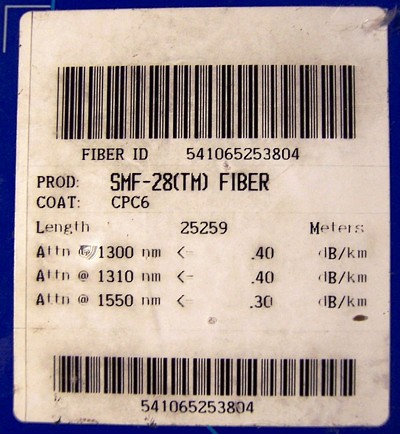 FIBER ID 541065253804
PROD: SMF-28(TM) FIBER
COAT: CPC6
Length 25259 Meters
Attn @ 1300 nm <- .40 dB/km
Attn @ 1310 nm <- .40 dB/km
Attn @ 1550 nm <- .30 dB/km
541065253804